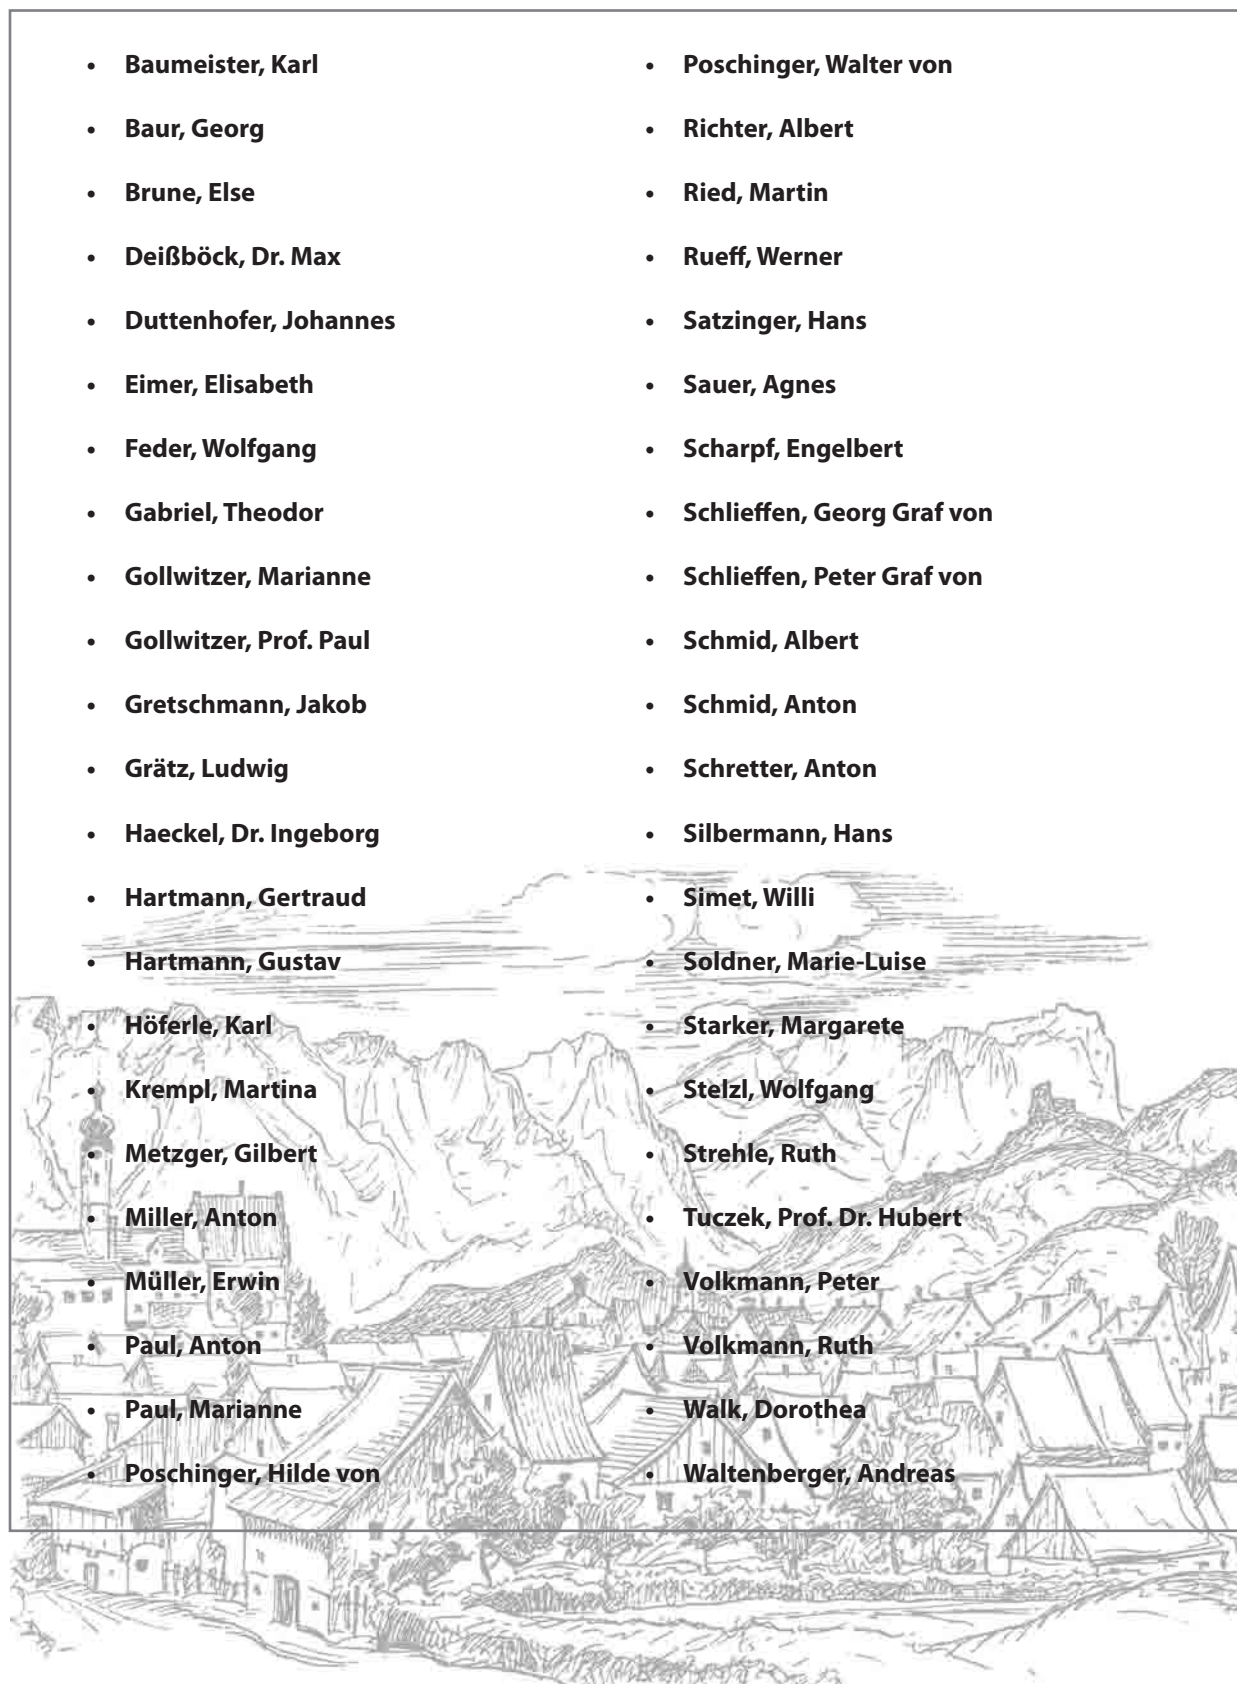 • Baumeister, Karl
• Baur, Georg
• Brune, Else
• Deißböck, Dr. Max
• Duttenhofer, Johannes
• Eimer, Elisabeth
• Feder, Wolfgang
• Gabriel, Theodor
• Gollwitzer, Marianne
• Gollwitzer, Prof. Paul
• Gretschmann, Jakob
• Grätz, Ludwig
• Haeckel, Dr. Ingeborg
• Hartmann, Gertraud
• Hartmann, Gustav
• Höferle, Karl
• Krempl, Martina
• Metzger, Gilbert
• Miller, Anton
• Müller, Erwin
• Paul, Anton
• Paul, Marianne
• Poschinger, Hilde von
• Poschinger, Walter von
• Richter, Albert
• Ried, Martin
• Rueff, Werner
• Satzinger, Hans
• Sauer, Agnes
• Scharpf, Engelbert
• Schlieffen, Georg Graf von
• Schlieffen, Peter Graf von
• Schmid, Albert
• Schmid, Anton
• Schretter, Anton
• Silbermann, Hans
• Simet, Willi
• Soldner, Marie-Luise
• Starker, Margarete
• Stelzl, Wolfgang
• Strehle, Ruth
• Tuczek, Prof. Dr. Hubert
• Volkmann, Peter
• Volkmann, Ruth
• Walk, Dorothea
• Waltenberger, Andreas